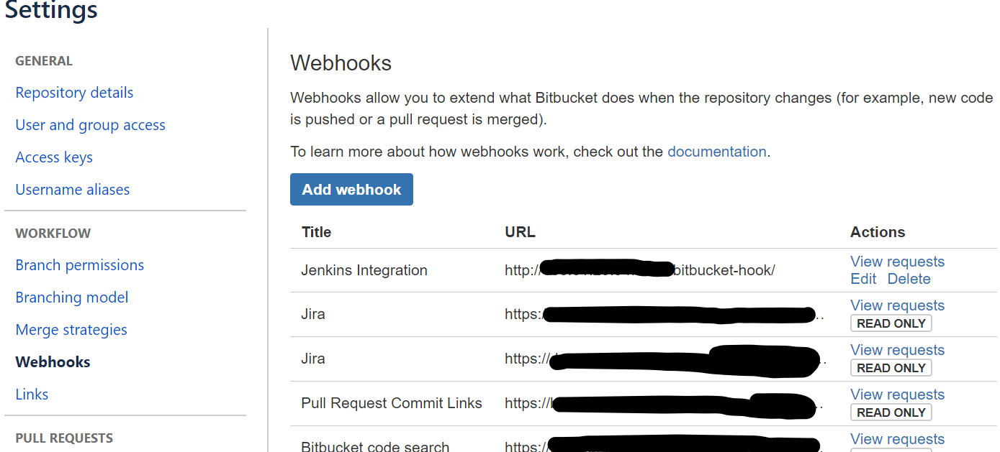 Settings
GENERAL
Repository details
User and group access
Access keys
Username aliases
WORKFLOW
Branch permissions
Branching model
Merge strategies
Webhooks
Links
PULL REQUESTS
Webhooks
Webhooks allow you to extend what Bitbucket does when the repository changes (for example, new code
is pushed or a pull request is merged).
To learn more about how webhooks work, check out the documentation.
Add webhook
Title URL Actions
Jenkins Integration http:// bitbucket-hook/ View requests
Edit Delete
Jira https: .. View requests
READ ONLY
Jira https:// . View requests
READ ONLY
Pull Request Commit Links https:// .. View requests
READ ONLY
Bitbucket code search https:// View requests